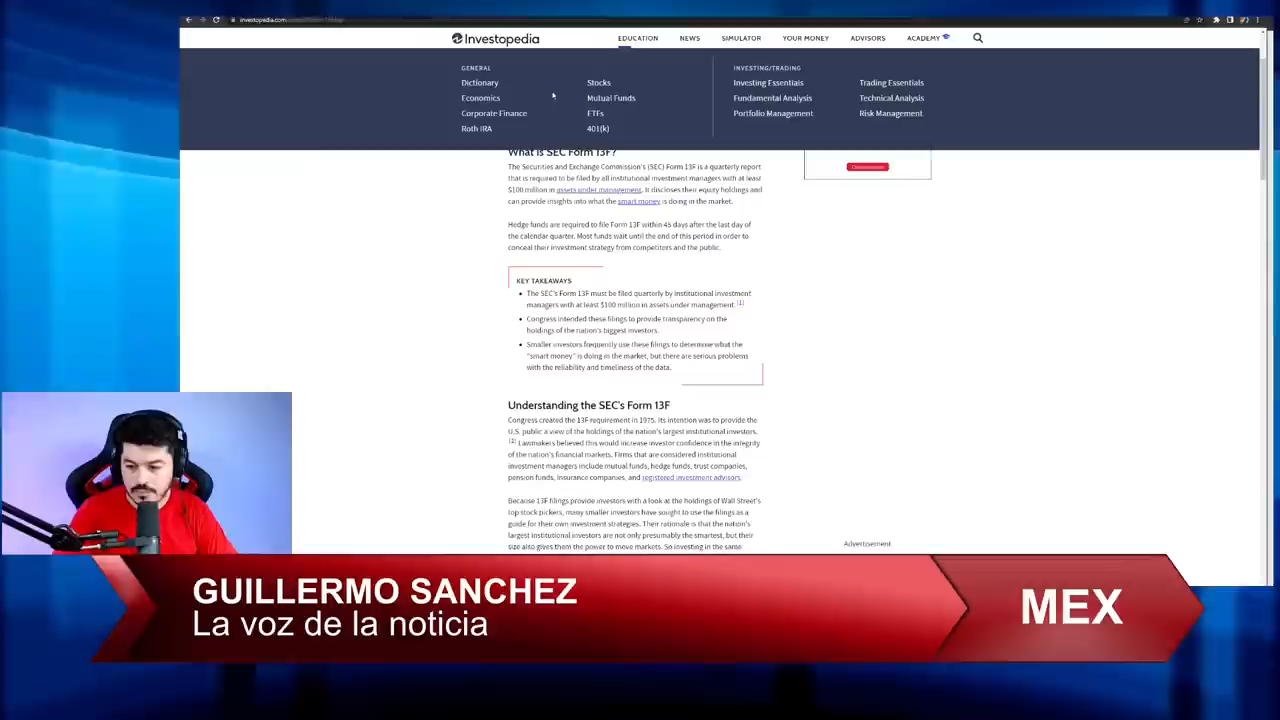 investopedia.com
Investopedia
EDUCATION NEWS SIMULATOR YOUR MONEY ADVISORS ACADEMY
GENERAL
Dictionary Stocks
Economics Mutual Funds
Corporate Finance ETFs
Roth IRA 401(k)
INVESTING/TRADING
Investing Essentials Trading Essentials
Fundamental Analysis Technical Analysis
Portfolio Management Risk Management
What Is SEC Form 13F?
The Securities and Exchange Commission's (SEC) Form 13F is a quarterly report
that is required to be filed by all institutional investment managers with at least
$100 million in assets under management. It discloses their equity holdings and
can provide insights into what the smart money is doing in the market.
Hedge funds are required to file Form 13F within 45 days after the last day of
the calendar quarter. Most funds wait until the end of this period in order to
conceal their investment strategy from competitors and the public.
KEY TAKEAWAYS
• The SEC's Form 13F must be filed quarterly by institutional investment
managers with at least $100 million in assets under management. [1]
• Congress intended these filings to provide transparency on the
holdings of the nation's biggest investors.
• Smaller investors frequently use these filings to determine what the
"smart money" is doing in the market, but there are serious problems
with the reliability and timeliness of the data.
Understanding the SEC's Form 13F
Congress created the 13F requirement in 1975. Its intention was to provide the
U.S. public a view of the holdings of the nation's largest institutional investors.
[2] Lawmakers believed this would increase investor confidence in the integrity
of the nation's financial markets. Firms that are considered institutional
investment managers include mutual funds, hedge funds, trust companies,
pension funds, insurance companies, and registered investment advisors.
Because 13F filings provide investors with a look at the holdings of Wall Street's
top stock pickers, many smaller investors have sought to use the filings as a
guide for their own investment strategies. Their rationale is that the nation's
largest institutional investors are not only presumably the smartest, but their
size also gives them the power to move markets. So investing in the same
Advertisement
GUILLERMO SANCHEZ
La voz de la noticia
MEX